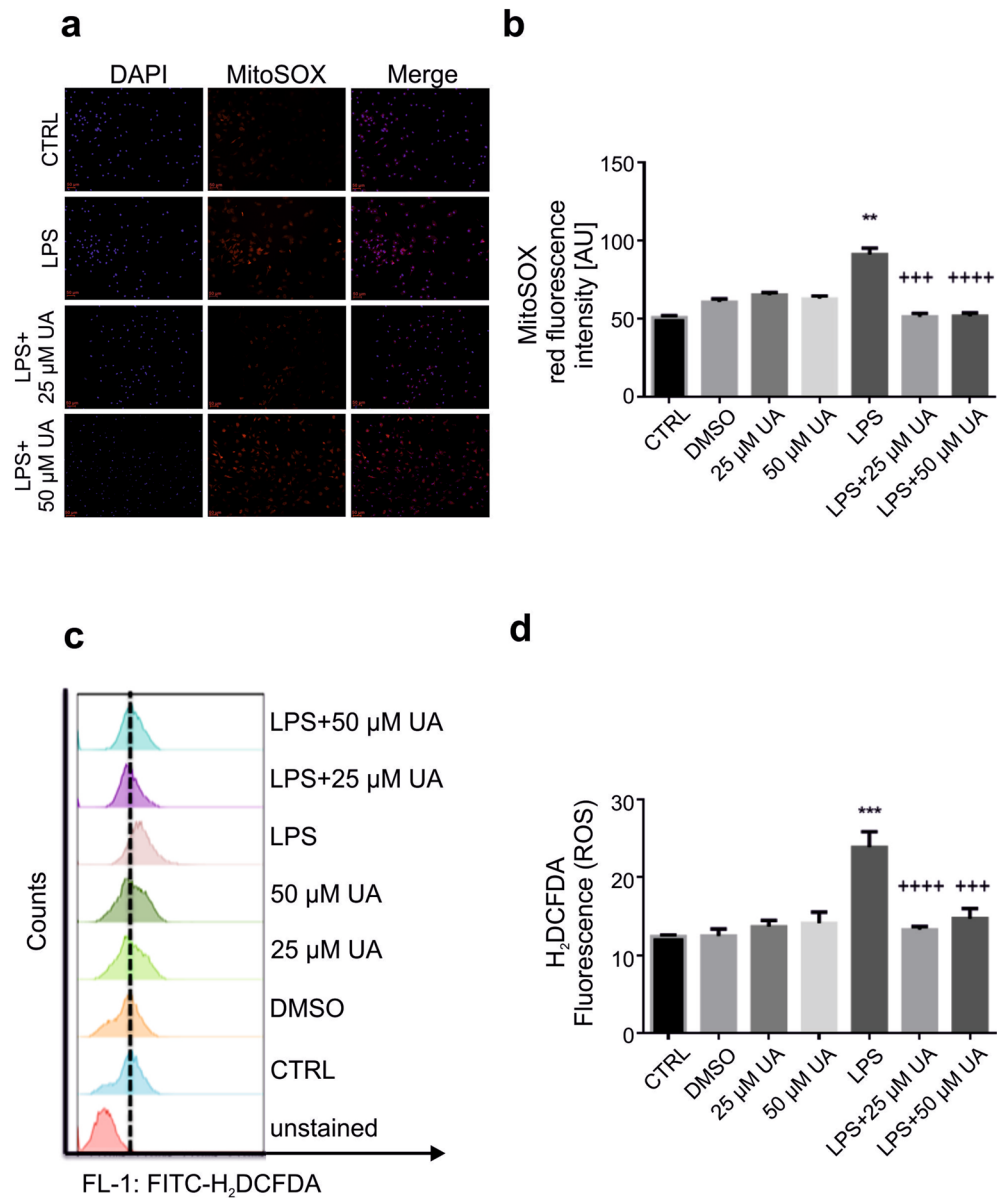 a
DAPI MitoSOX Merge
CTRL
LPS
LPS+
25 µM UA
LPS+
50 µM UA
b
MitoSOX
red fluorescence
intensity [AU]
150
100
50
0
**
+++
++++
CTRL
DMSO
25 µM UA
50 µM UA
LPS
LPS+25 µM UA
LPS+50 µM UA
c
Counts
LPS+50 µM UA
LPS+25 µM UA
LPS
50 µM UA
25 µM UA
DMSO
CTRL
unstained
FL-1: FITC-H₂DCFDA
d
H₂DCFDA
Fluorescence (ROS)
30
20
10
0
***
++++
+++
CTRL
DMSO
25 µM UA
50 µM UA
LPS
LPS+25 µM UA
LPS+50 µM UA